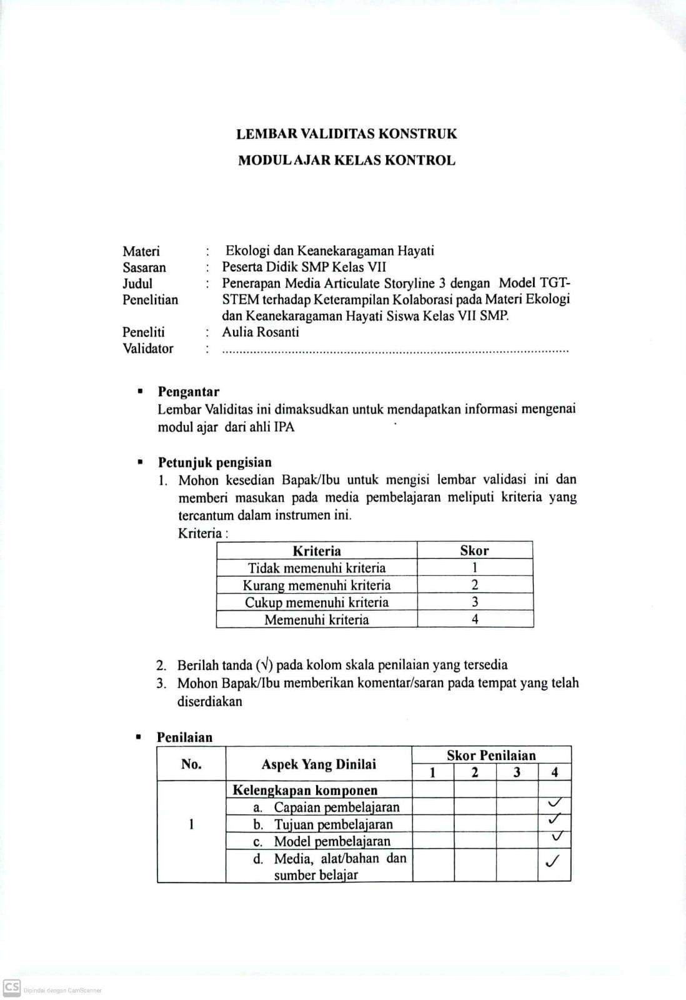 LEMBAR VALIDITAS KONSTRUK
MODUL AJAR KELAS KONTROL
Materi : Ekologi dan Keanekaragaman Hayati
Sasaran : Peserta Didik SMP Kelas VII
Judul : Penerapan Media Articulate Storyline 3 dengan Model TGT-
Penelitian STEM terhadap Keterampilan Kolaborasi pada Materi Ekologi
dan Keanekaragaman Hayati Siswa Kelas VII SMP.
Peneliti : Aulia Rosanti
Validator : ....................................................................................................
▪ Pengantar
Lembar Validitas ini dimaksudkan untuk mendapatkan informasi mengenai
modul ajar dari ahli IPA
▪ Petunjuk pengisian
1. Mohon kesedian Bapak/Ibu untuk mengisi lembar validasi ini dan
memberi masukan pada media pembelajaran meliputi kriteria yang
tercantum dalam instrumen ini.
Kriteria :
Kriteria Skor
Tidak memenuhi kriteria 1
Kurang memenuhi kriteria 2
Cukup memenuhi kriteria 3
Memenuhi kriteria 4
2. Berilah tanda (√) pada kolom skala penilaian yang tersedia
3. Mohon Bapak/Ibu memberikan komentar/saran pada tempat yang telah
diserdiakan
▪ Penilaian
No. Aspek Yang Dinilai Skor Penilaian
1 2 3 4
Kelengkapan komponen
a. Capaian pembelajaran ✓
1 b. Tujuan pembelajaran ✓
c. Model pembelajaran ✓
d. Media, alat/bahan dan ✓
sumber belajar
CS Dipindai dengan CamScanner